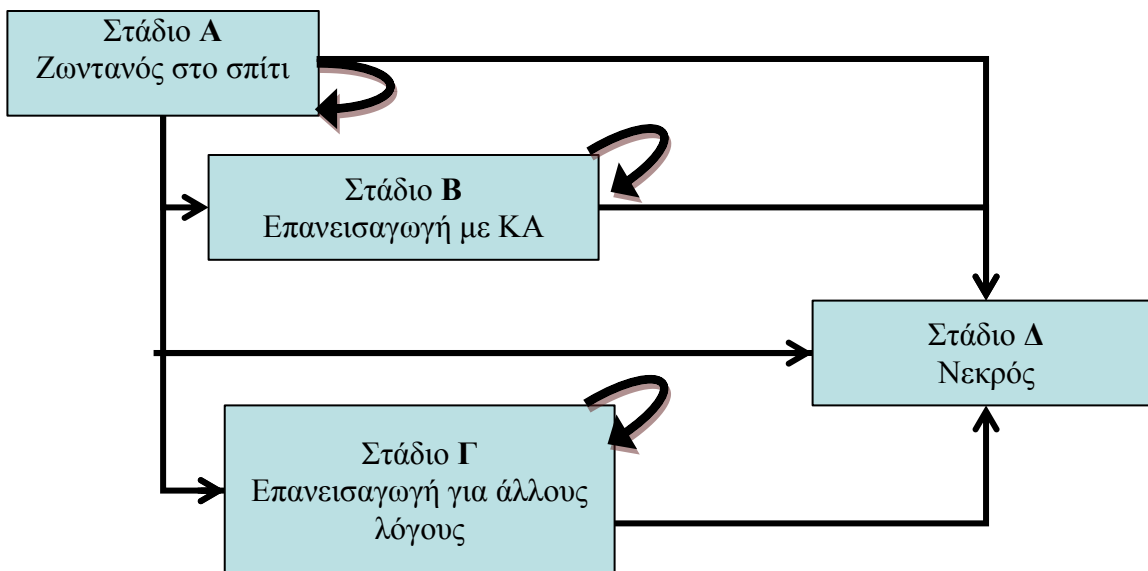 Στάδιο Α
Ζωντανός στο σπίτι
Στάδιο Β
Επανεισαγωγή με ΚΑ
Στάδιο Δ
Νεκρός
Στάδιο Γ
Επανεισαγωγή για άλλους
λόγους